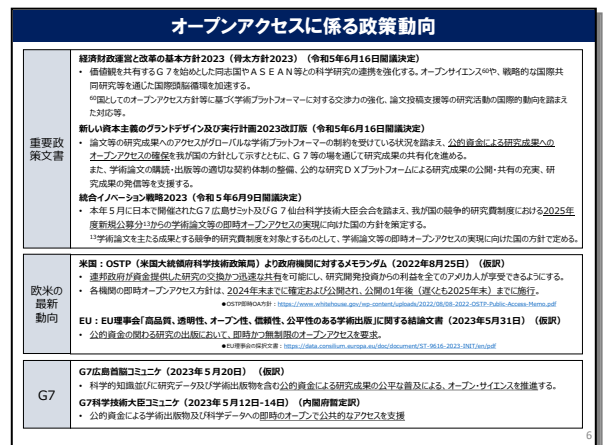 オープンアクセスに係る政策動向
重要政
策文書
経済財政運営と改革の基本方針2023（骨太方針2023）（令和5年6月16日閣議決定）
• 価値観を共有するG７を始めとした同志国やＡＳＥＡＮ等との科学研究の連携を強化する。オープンサイエンス60や、戦略的な国際共
同研究等を通じた国際頭脳循環を加速する。
60国としてのオープンアクセス方針等に基づく学術プラットフォーマーに対する交渉力の強化、論文投稿支援等の研究活動の国際的動向を踏まえ
た対応等。
新しい資本主義のグランドデザイン及び実行計画2023改訂版（令和5年6月16日閣議決定）
• 論文等の研究成果へのアクセスがグローバルな学術プラットフォーマーの制約を受けている状況を踏まえ、公的資金による研究成果への
オープンアクセスの確保を我が国の方針として示すとともに、G７等の場を通じて研究成果の共有化を進める。
また、学術論文の購読・出版等の適切な契約体制の整備、公的な研究ＤＸプラットフォームによる研究成果の公開・共有の充実、研
究成果の発信等を支援する。
統合イノベーション戦略2023（令和５年6月9日閣議決定）
• 本年５月に日本で開催されたG７広島サミット及びG７仙台科学技術大臣会合を踏まえ、我が国の競争的研究費制度における2025年
度新規公募分13からの学術論文等の即時オープンアクセスの実現に向けた国の方針を策定する。
13学術論文を主たる成果とする競争的研究費制度を対象とするものとして、学術論文等の即時オープンアクセスの実現に向けた国の方針で定める。
欧米の
最新
動向
米国：OSTP（米国大統領府科学技術政策局）より政府機関に対するメモランダム（2022年8月25日）（仮訳）
• 連邦政府が資金提供した研究の交換かつ迅速な共有を可能にし、研究開発投資からの利益を全てのアメリカ人が享受できるようにする。
• 各機関の即時オープンアクセス方針は、2024年末までに確定および公開され、公開の1年後（遅くとも2025年末）までに施行。
●OSTP即時OA方針：https://www.whitehouse.gov/wp-content/uploads/2022/08/08-2022-OSTP-Public-Access-Memo.pdf
EU：EU理事会「高品質、透明性、オープン性、信頼性、公平性のある学術出版」に関する結論文書（2023年5月31日）（仮訳）
• 公的資金の関わる研究の出版において、即時かつ無制限のオープンアクセスを要求。
●EU理事会の採択文書：https://data.consilium.europa.eu/doc/document/ST-9616-2023-INIT/en/pdf
G7
G7広島首脳コミュニケ（2023年５月20日）（仮訳）
• 科学的知識並びに研究データ及び学術出版物を含む公的資金による研究成果の公平な普及による、オープン・サイエンスを推進する。
G7科学技術大臣コミュニケ（2023年５月12日-14日）（内閣府暫定訳）
• 公的資金による学術出版物及び科学データへの即時のオープンで公共的なアクセスを支援
6